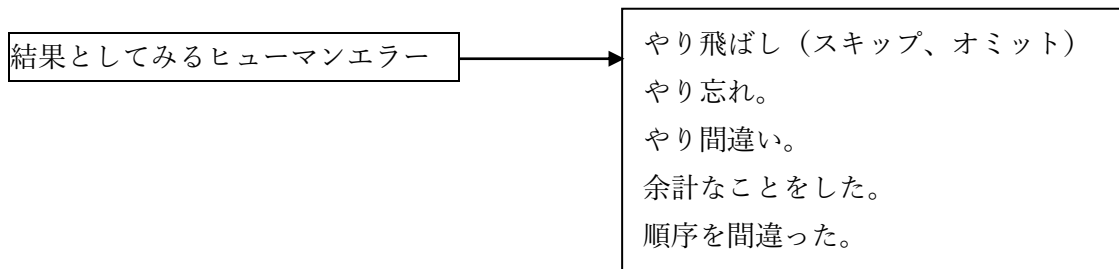 結果としてみるヒューマンエラー
やり飛ばし（スキップ、オミット）
やり忘れ。
やり間違い。
余計なことをした。
順序を間違った。